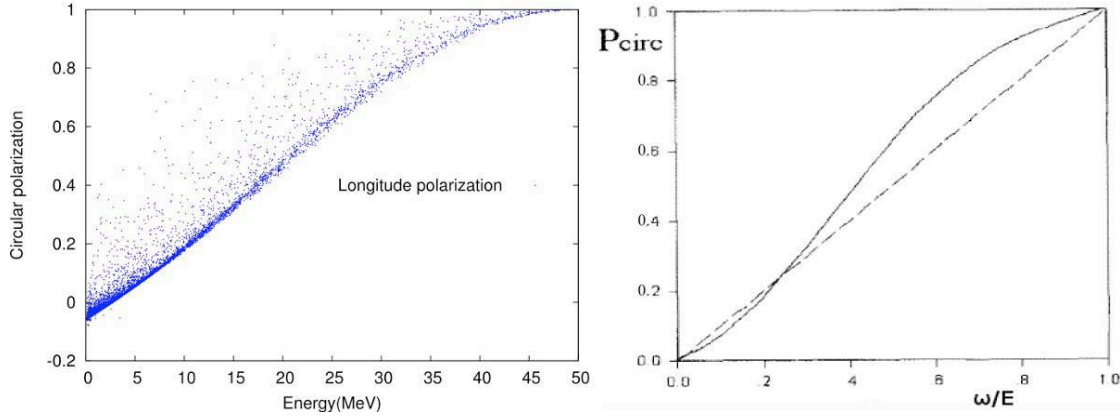 1
0.8
0.6
0.4
0.2
0
-0.2
Circular polarization
Longitude polarization
0 5 10 15 20 25 30 35 40 45 50
Energy(MeV)
1.0
Pcirc
0.8
0.6
0.4
0.2
0.0
0.0 .2 .4 .6 .8 1.0
ω/E